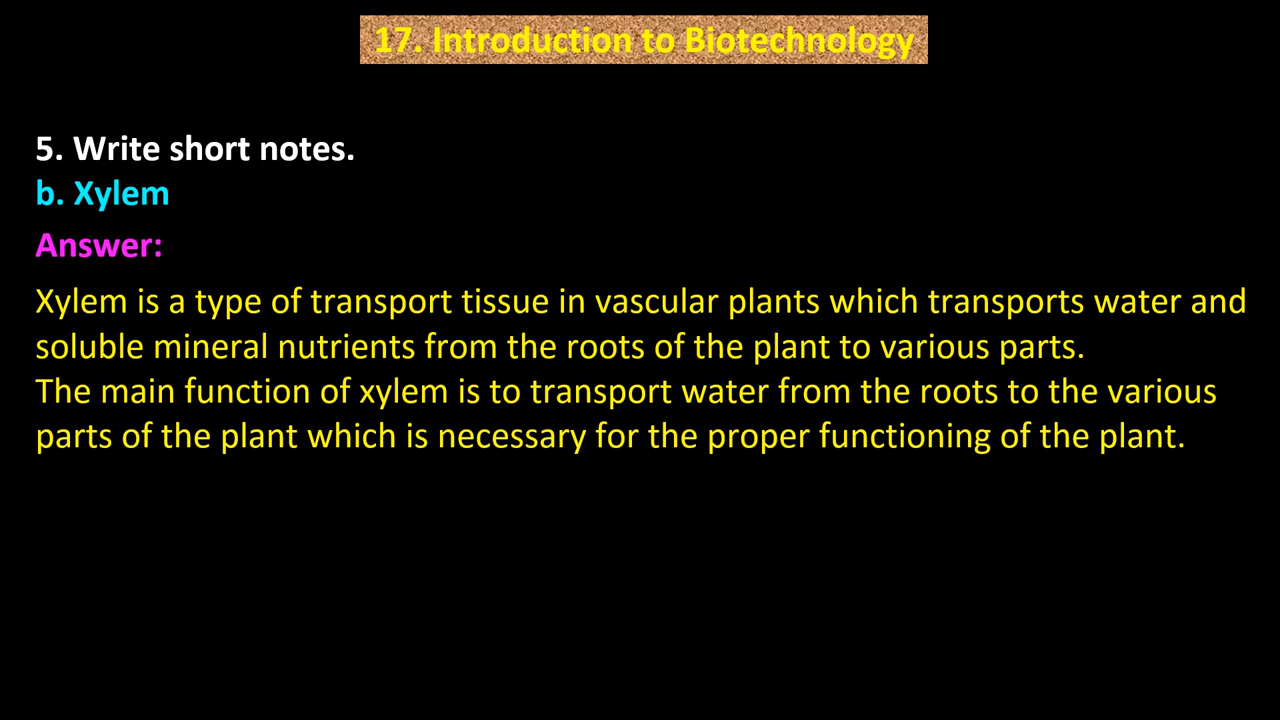 17. Introduction to Biotechnology
5. Write short notes.
b. Xylem
Answer:
Xylem is a type of transport tissue in vascular plants which transports water and
soluble mineral nutrients from the roots of the plant to various parts.
The main function of xylem is to transport water from the roots to the various
parts of the plant which is necessary for the proper functioning of the plant.